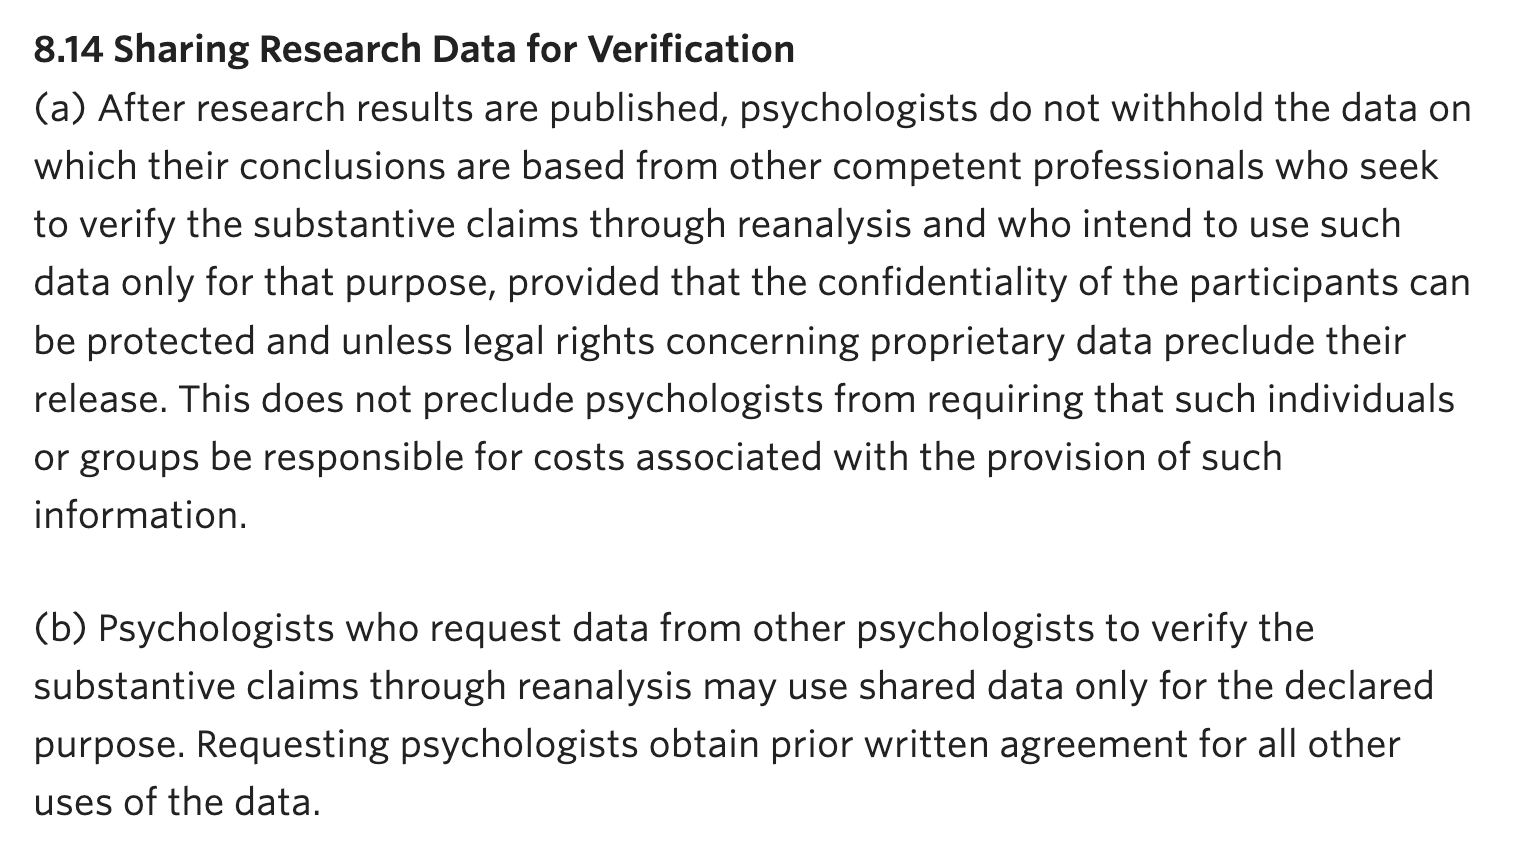 8.14 Sharing Research Data for Verification
(a) After research results are published, psychologists do not withhold the data on
which their conclusions are based from other competent professionals who seek
to verify the substantive claims through reanalysis and who intend to use such
data only for that purpose, provided that the confidentiality of the participants can
be protected and unless legal rights concerning proprietary data preclude their
release. This does not preclude psychologists from requiring that such individuals
or groups be responsible for costs associated with the provision of such
information.
(b) Psychologists who request data from other psychologists to verify the
substantive claims through reanalysis may use shared data only for the declared
purpose. Requesting psychologists obtain prior written agreement for all other
uses of the data.